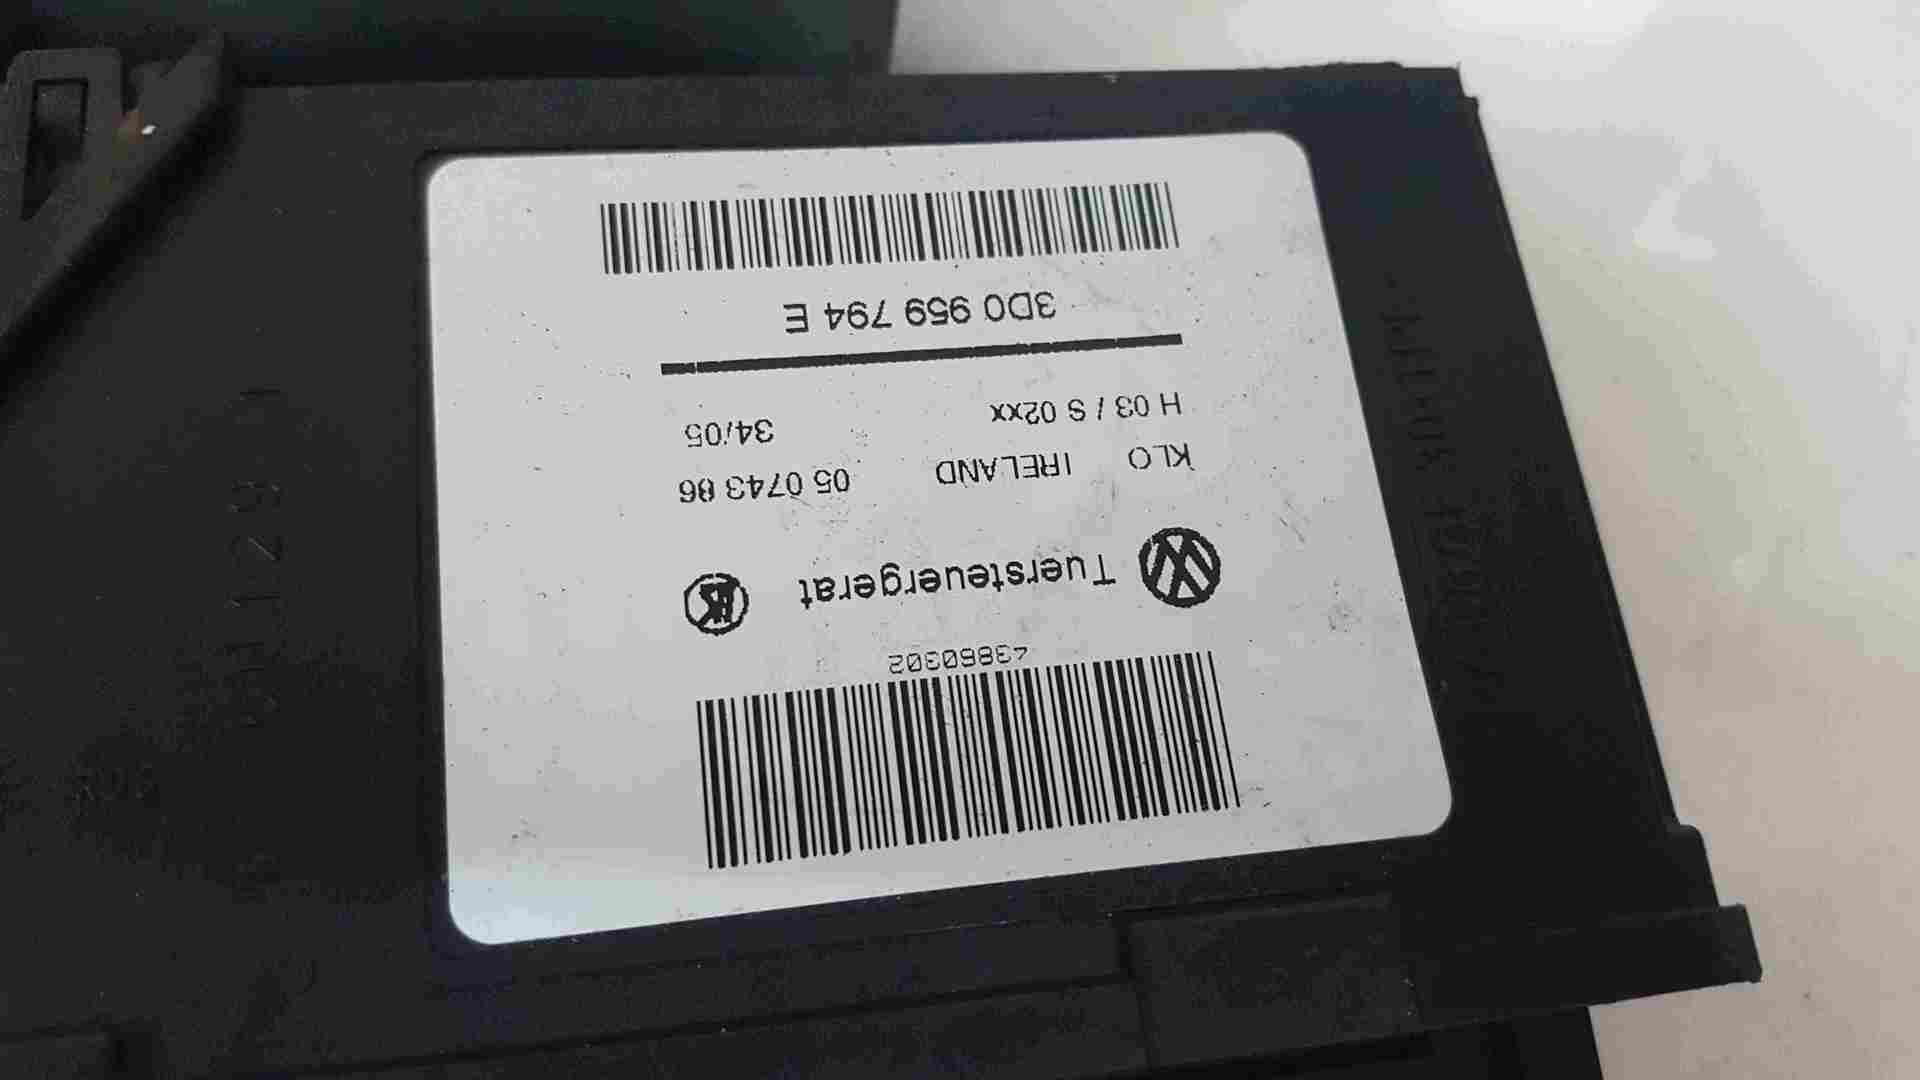 43860302
Tuersteuergerat
KLO IRELAND 05 0743 86
H 03 / S 02xx 34/05
3D0 959 794 E